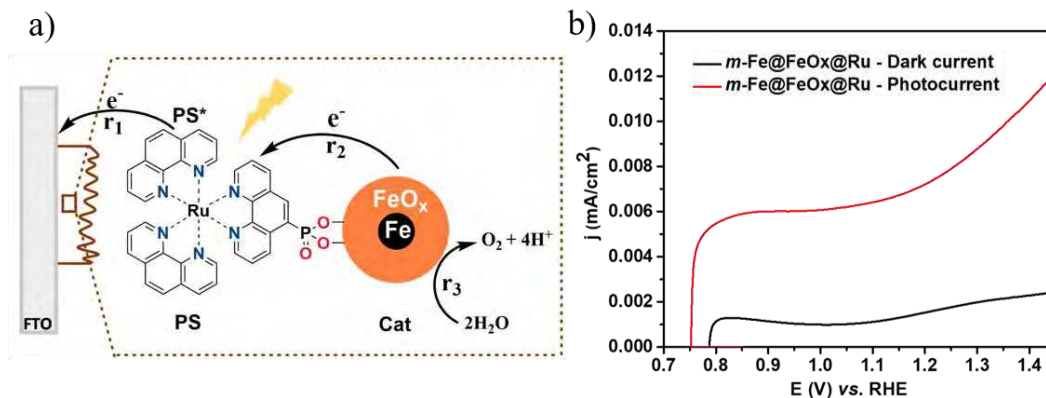 a)
e-
r1
PS*
e-
r2
N
N
N
N
N
N
Ru
P
O
O
O
FeOx
Fe
O2 + 4H+
r3
2H2O
FTO
PS
Cat
b)
0.014
0.012
0.010
0.008
0.006
0.004
0.002
0.000
j (mA/cm2)
m-Fe@FeOx@Ru - Dark current
m-Fe@FeOx@Ru - Photocurrent
0.7 0.8 0.9 1.0 1.1 1.2 1.3 1.4
E (V) vs. RHE